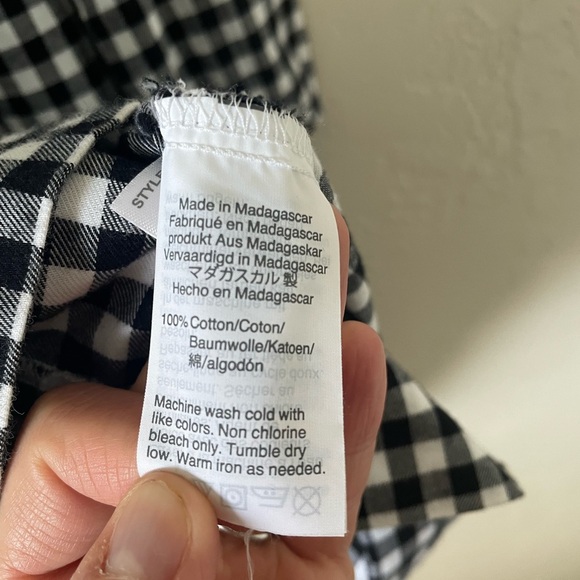 STYLE
Made in Madagascar
Fabriqué en Madagascar
produkt Aus Madagaskar
Vervaardigd in Madagascar
マダガスカル 製
Hecho en Madagascar
100% Cotton/Coton/
Baumwolle/Katoen/
綿/algodón
Machine wash cold with
like colors. Non chlorine
bleach only. Tumble dry
low. Warm iron as needed.